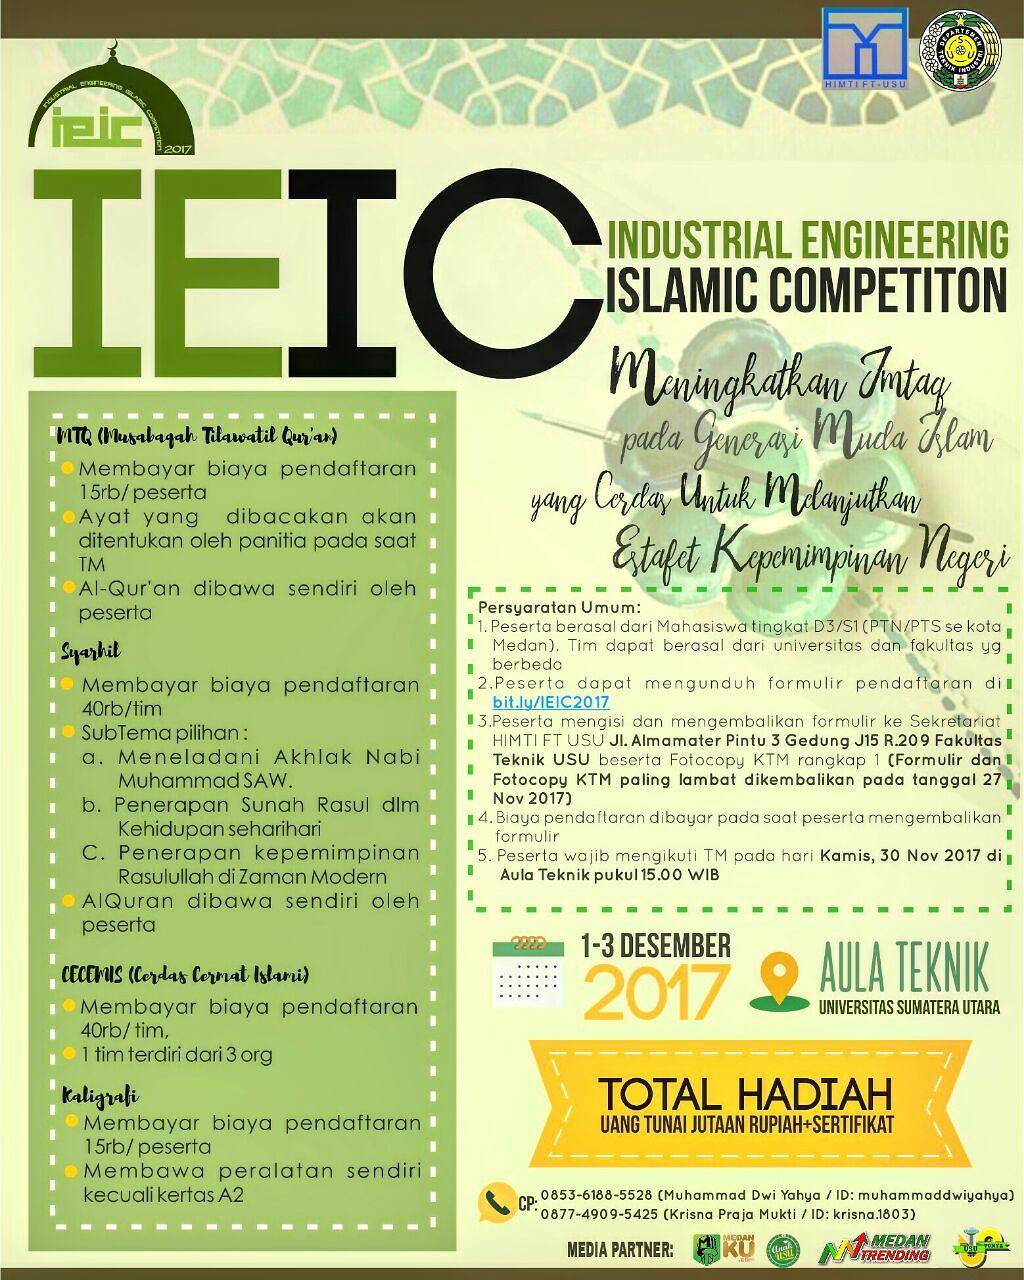 INDUSTRIAL ENGINEERING ISLAMIC COMPETITION
ieic
2017
HIMTI FT-USU
DEPARTEMEN
TEKNIK INDUSTRI
IEIC
INDUSTRIAL ENGINEERING
ISLAMIC COMPETITON
Meningkatkan Imtaq
pada Generasi Muda Islam
yang Cerdas Untuk Melanjutkan
Estafet Kepemimpinan Negeri
MTQ (Musabaqah Tilawatil Qur'an)
Membayar biaya pendaftaran
15rb/ peserta
Ayat yang dibacakan akan
ditentukan oleh panitia pada saat
TM
Al-Qur'an dibawa sendiri oleh
peserta
Syarhil
Membayar biaya pendaftaran
40rb/tim
SubTema pilihan :
a. Meneladani Akhlak Nabi
Muhammad SAW.
b. Penerapan Sunah Rasul dlm
Kehidupan seharihari
C. Penerapan kepemimpinan
Rasulullah di Zaman Modern
AlQuran dibawa sendiri oleh
peserta
CECEMIS (Cerdas Cermat Islami)
Membayar biaya pendaftaran
40rb/ tim,
1 tim terdiri dari 3 org
Kaligrafi
Membayar biaya pendaftaran
15rb/ peserta
Membawa peralatan sendiri
kecuali kertas A2
Persyaratan Umum:
1. Peserta berasal dari Mahasiswa tingkat D3/S1 (PTN/PTS se kota
Medan). Tim dapat berasal dari universitas dan fakultas yg
berbeda
2.Peserta dapat mengunduh formulir pendaftaran di
bit.ly/IEIC2017
3.Peserta mengisi dan mengembalikan formulir ke Sekretariat
HIMTI FT USU Jl. Almamater Pintu 3 Gedung J15 R.209 Fakultas
Teknik USU beserta Fotocopy KTM rangkap 1 (Formulir dan
Fotocopy KTM paling lambat dikembalikan pada tanggal 27
Nov 2017)
4. Biaya pendaftaran dibayar pada saat peserta mengembalikan
formulir
5. Peserta wajib mengikuti TM pada hari Kamis, 30 Nov 2017 di
Aula Teknik pukul 15.00 WIB
1-3 DESEMBER
2017
AULA TEKNIK
UNIVERSITAS SUMATERA UTARA
TOTAL HADIAH
UANG TUNAI JUTAAN RUPIAH+SERTIFIKAT
CP: 0853-6188-5528 (Muhammad Dwi Yahya / ID: muhammaddwiyahya)
0877-4909-5425 (Krisna Praja Mukti / ID: krisna.1803)
MEDIA PARTNER:
MEDAN
KU
.com
Anak
USU
MEDAN
TRENDING
USU
PUNYA